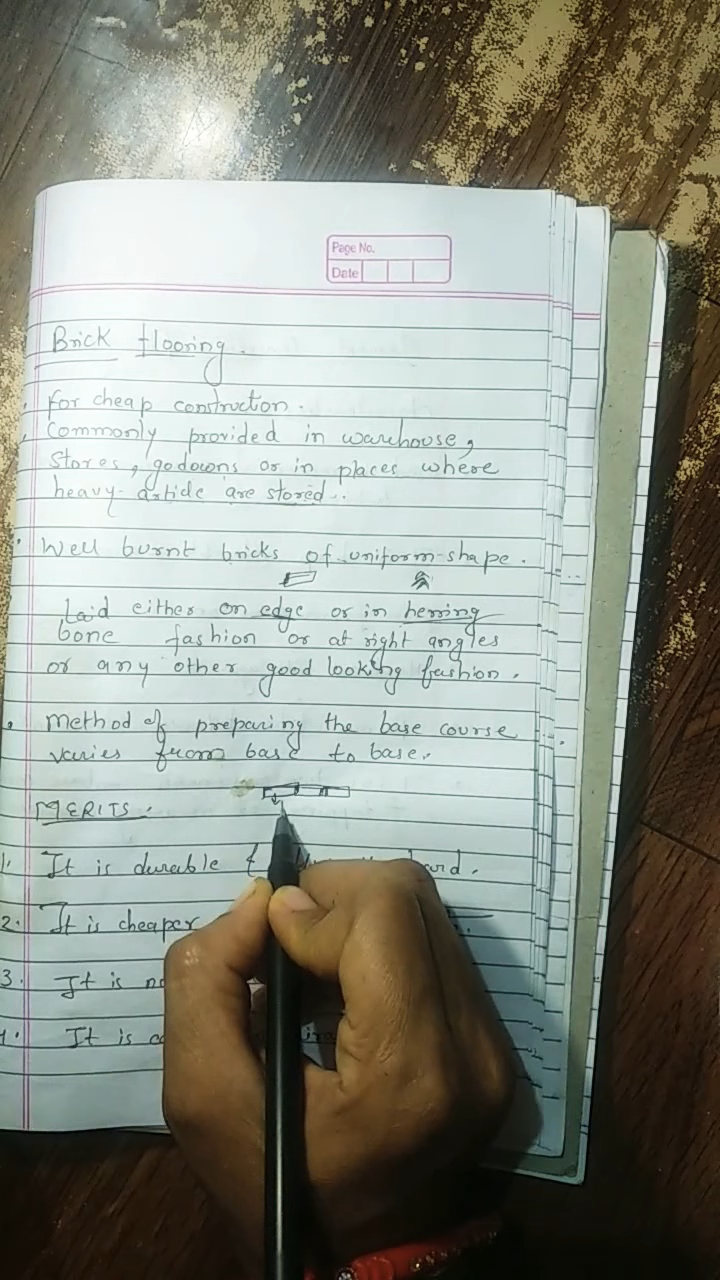 Page No.
Date
Brick flooring.
for cheap constructon.
Commonly provided in warehouse,
Stores, godowns or in places where
heavy-article are stored..
Well burnt bricks of uniform-shape.
Laid either on edge or in herring
bone fashion or at right angles
or any other good looking fashion.
Method of preparing the base course
varies from base to base.
MERITS.
1. It is durable
2. It is cheaper
3. It is
4. It is